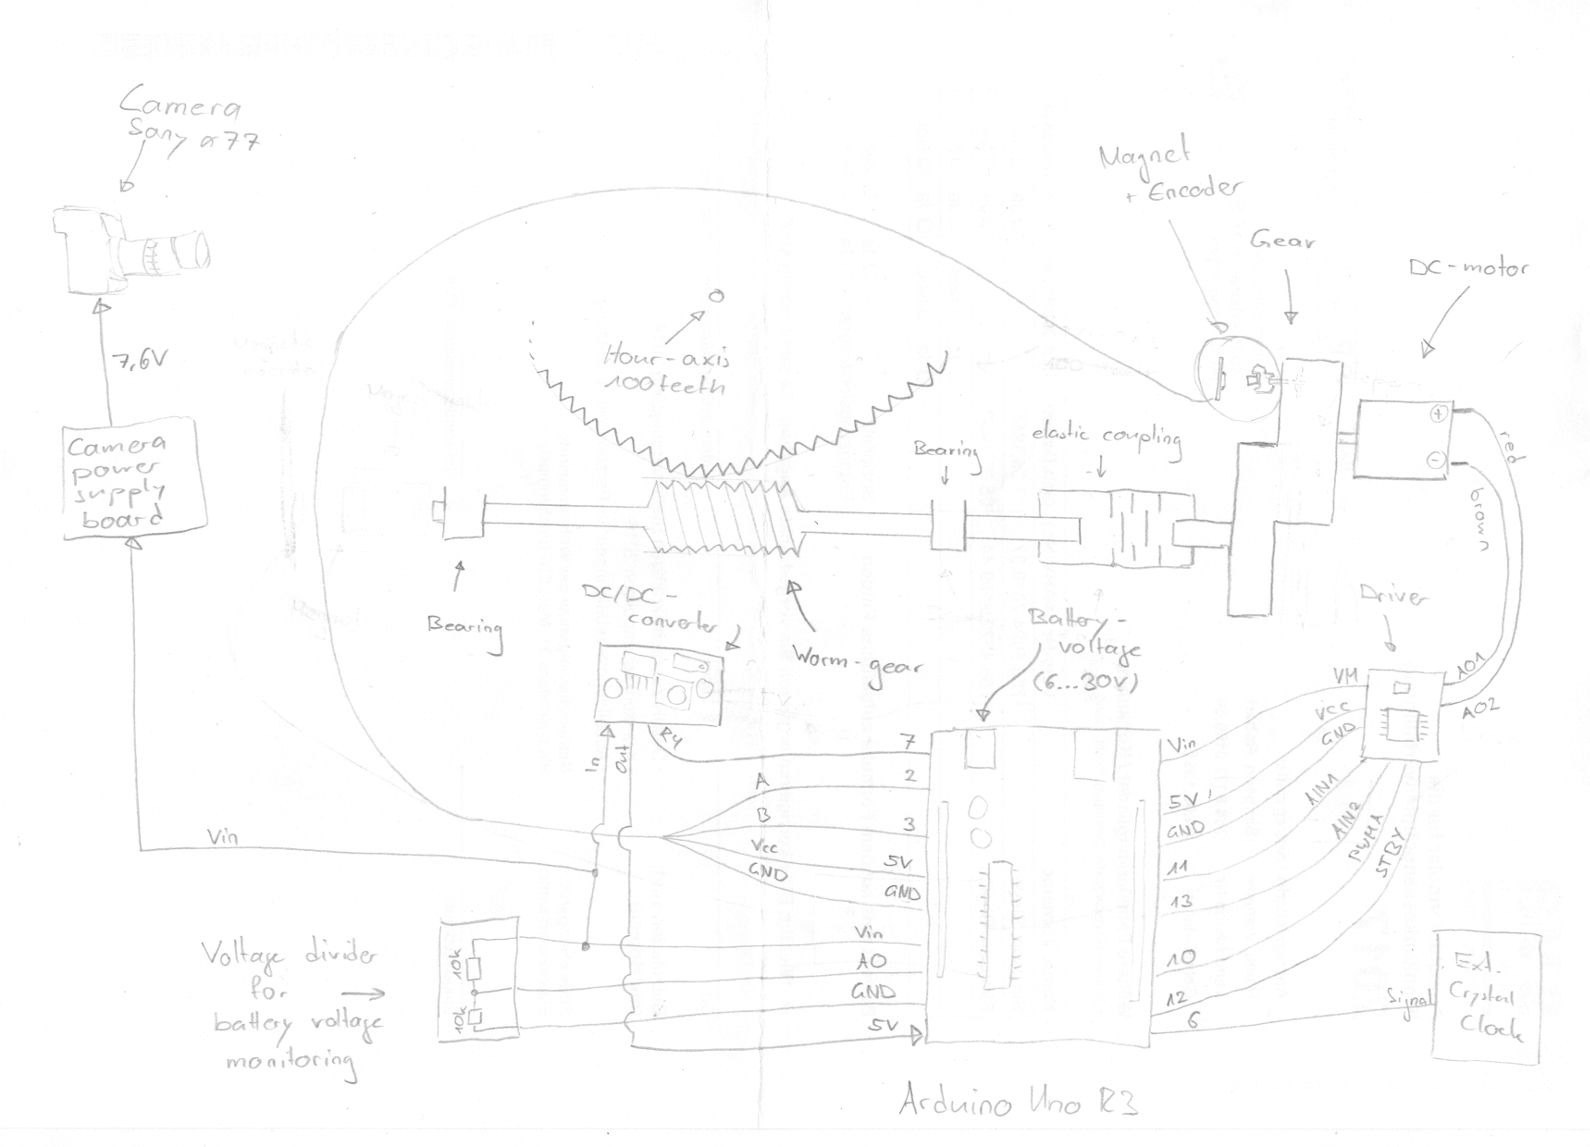 Camera
Sony α77
Magnet
+ Encoder
Gear
DC-motor
7,6V
Hour-axis
100 teeth
+
-
red
brown
Camera
power
supply
board
Bearing
elastic coupling
Bearing
DC/DC-
converter
Worm-gear
Battery-
voltage
(6...30V)
Driver
VM
VCC
GND
AO1
AO2
AIN1
AIN2
PWMA
STBY
In
Out
R4
A
B
Vcc
GND
7
2
3
5V
GND
Vin
A0
GND
5V
Vin
5V
GND
11
13
10
12
6
Signal
Ext.
Crystal
Clock
Vin
Voltage divider
for
battery voltage
monitoring
10k
10k
Arduino Uno R3